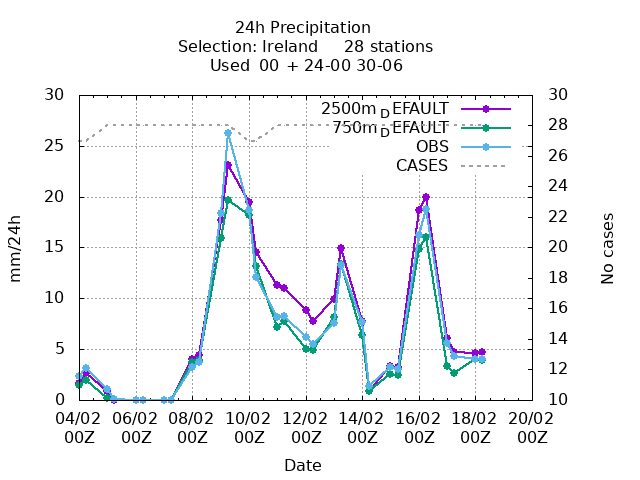 24h Precipitation
Selection: Ireland 28 stations
Used 00 + 24-00 30-06
30 30
2500m_DEFAULT
28
750m_DEFAULT
25
OBS
26
CASES
24
20
22
15 20
18
10
16
14
5
12
0 10
04/02 06/02 08/02 10/02 12/02 14/02 16/02 18/02 20/02
00Z 00Z 00Z 00Z 00Z 00Z 00Z 00Z 00Z
Date
mm/24h
No cases